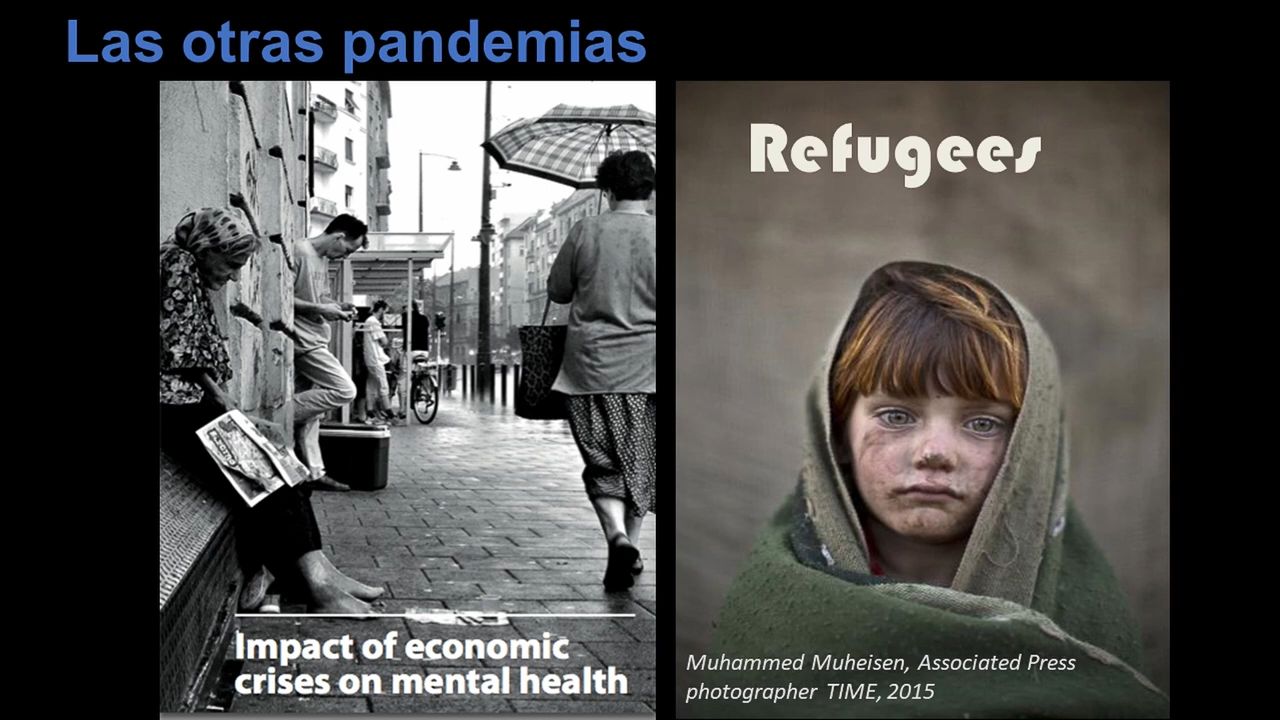 Las otras pandemias
Impact of economic
crises on mental health
Refugees
Muhammed Muheisen, Associated Press
photographer TIME, 2015